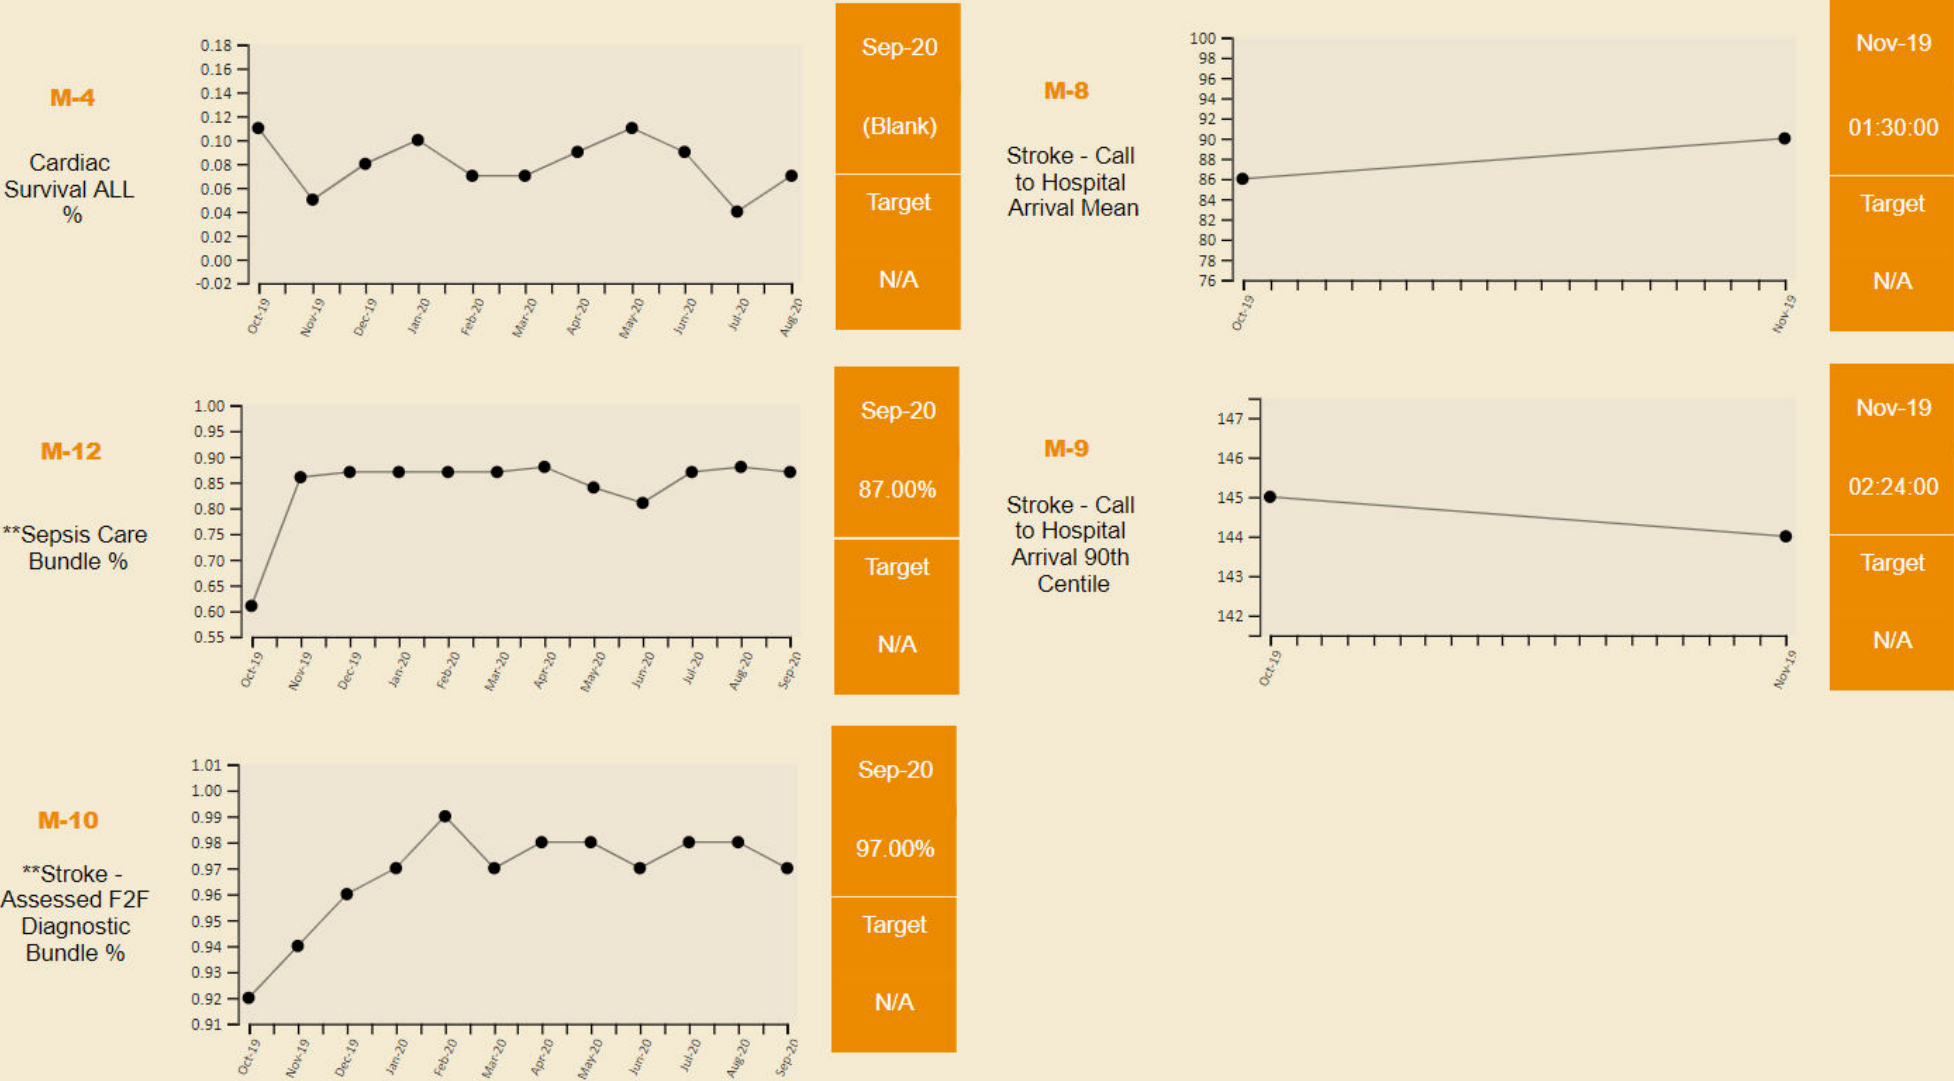 M-4
Cardiac
Survival ALL
%
0.18
0.16
0.14
0.12
0.10
0.08
0.06
0.04
0.02
0.00
-0.02
Oct-19
Nov-19
Dec-19
Jan-20
Feb-20
Mar-20
Apr-20
May-20
Jun-20
Jul-20
Aug-20
Sep-20
(Blank)
Target
N/A
M-8
Stroke - Call
to Hospital
Arrival Mean
100
98
96
94
92
90
88
86
84
82
80
78
76
Oct-19
Nov-19
Nov-19
01:30:00
Target
N/A
M-12
**Sepsis Care
Bundle %
1.00
0.95
0.90
0.85
0.80
0.75
0.70
0.65
0.60
0.55
Oct-19
Nov-19
Dec-19
Jan-20
Feb-20
Mar-20
Apr-20
May-20
Jun-20
Jul-20
Aug-20
Sep-20
Sep-20
87.00%
Target
N/A
M-9
Stroke - Call
to Hospital
Arrival 90th
Centile
147
146
145
144
143
142
Oct-19
Nov-19
Nov-19
02:24:00
Target
N/A
M-10
**Stroke -
Assessed F2F
Diagnostic
Bundle %
1.01
1.00
0.99
0.98
0.97
0.96
0.95
0.94
0.93
0.92
0.91
Oct-19
Nov-19
Dec-19
Jan-20
Feb-20
Mar-20
Apr-20
May-20
Jun-20
Jul-20
Aug-20
Sep-20
Sep-20
97.00%
Target
N/A